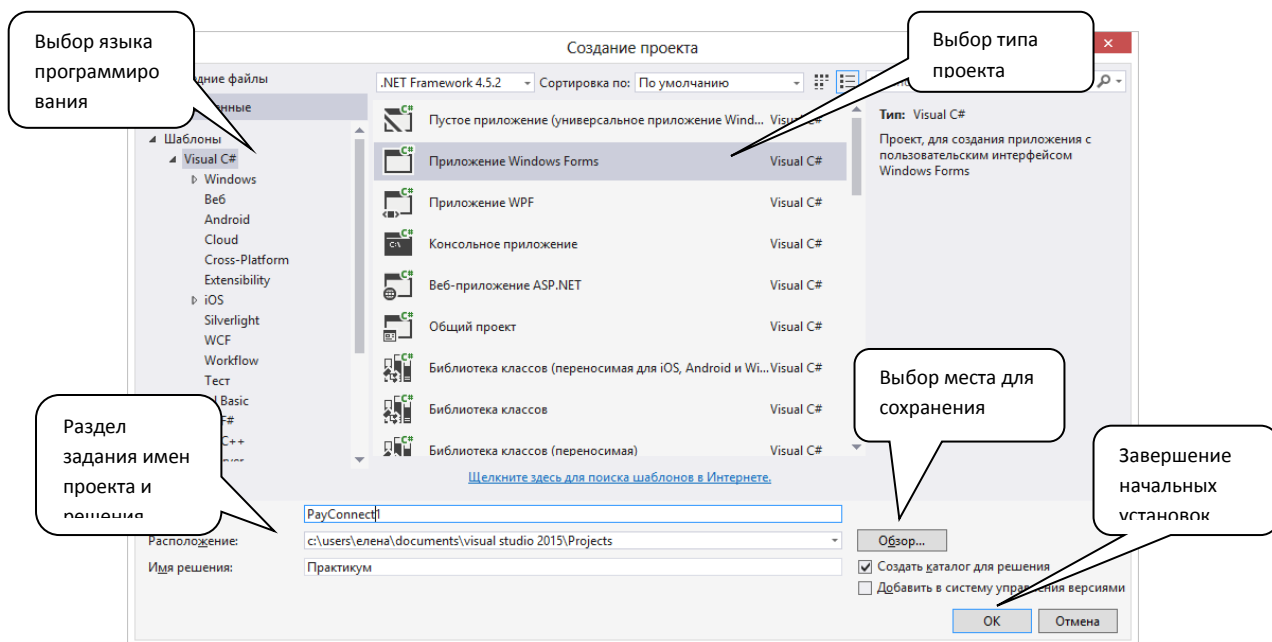 Выбор языка
программиро
вания
Создание проекта
Выбор типа
проекта
.NET Framework 4.5.2
Сортировка по:
По умолчанию
Шаблоны
Visual C#
Windows
Веб
Android
Cloud
Cross-Platform
Extensibility
iOS
Silverlight
WCF
Workflow
Тест
Basic
F#
C++
Пустое приложение (универсальное приложение Wind... Visual C#
Приложение Windows Forms Visual C#
Приложение WPF Visual C#
Консольное приложение Visual C#
Веб-приложение ASP.NET Visual C#
Общий проект Visual C#
Библиотека классов (переносимая для iOS, Android и Wi... Visual C#
Библиотека классов Visual C#
Библиотека классов (переносимая) Visual C#
Щелкните здесь для поиска шаблонов в Интернете.
Тип: Visual C#
Проект, для создания приложения с
пользовательским интерфейсом
Windows Forms
Выбор места для
сохранения
Раздел
задания имен
проекта и
решения
Завершение
начальных
установок
PayConnect1
Расположение: c:\users\елена\documents\visual studio 2015\Projects
Обзор...
Имя решения: Практикум
Создать каталог для решения
Добавить в систему управления версиями
OK
Отмена